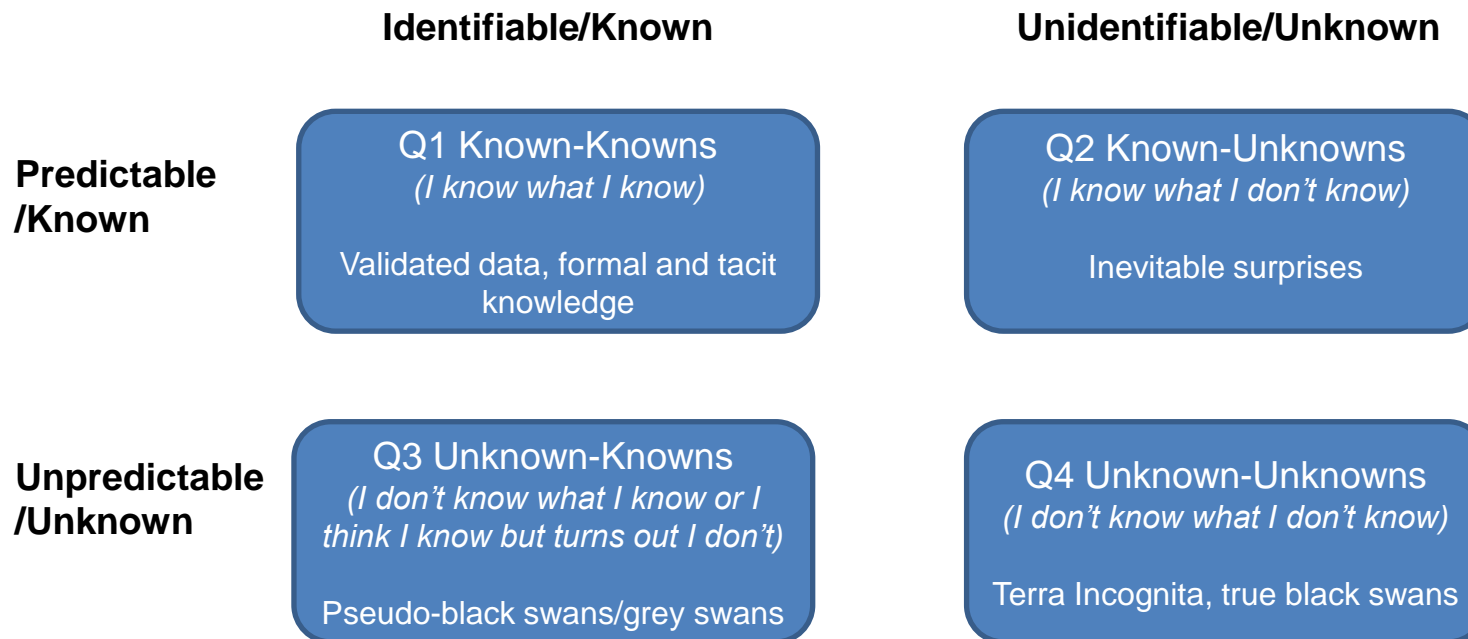 Identifiable/Known
Unidentifiable/Unknown
Predictable
/Known
Q1 Known-Knowns
(I know what I know)
Validated data, formal and tacit
knowledge
Q2 Known-Unknowns
(I know what I don’t know)
Inevitable surprises
Unpredictable
/Unknown
Q3 Unknown-Knowns
(I don’t know what I know or I
think I know but turns out I don’t)
Pseudo-black swans/grey swans
Q4 Unknown-Unknowns
(I don’t know what I don’t know)
Terra Incognita, true black swans